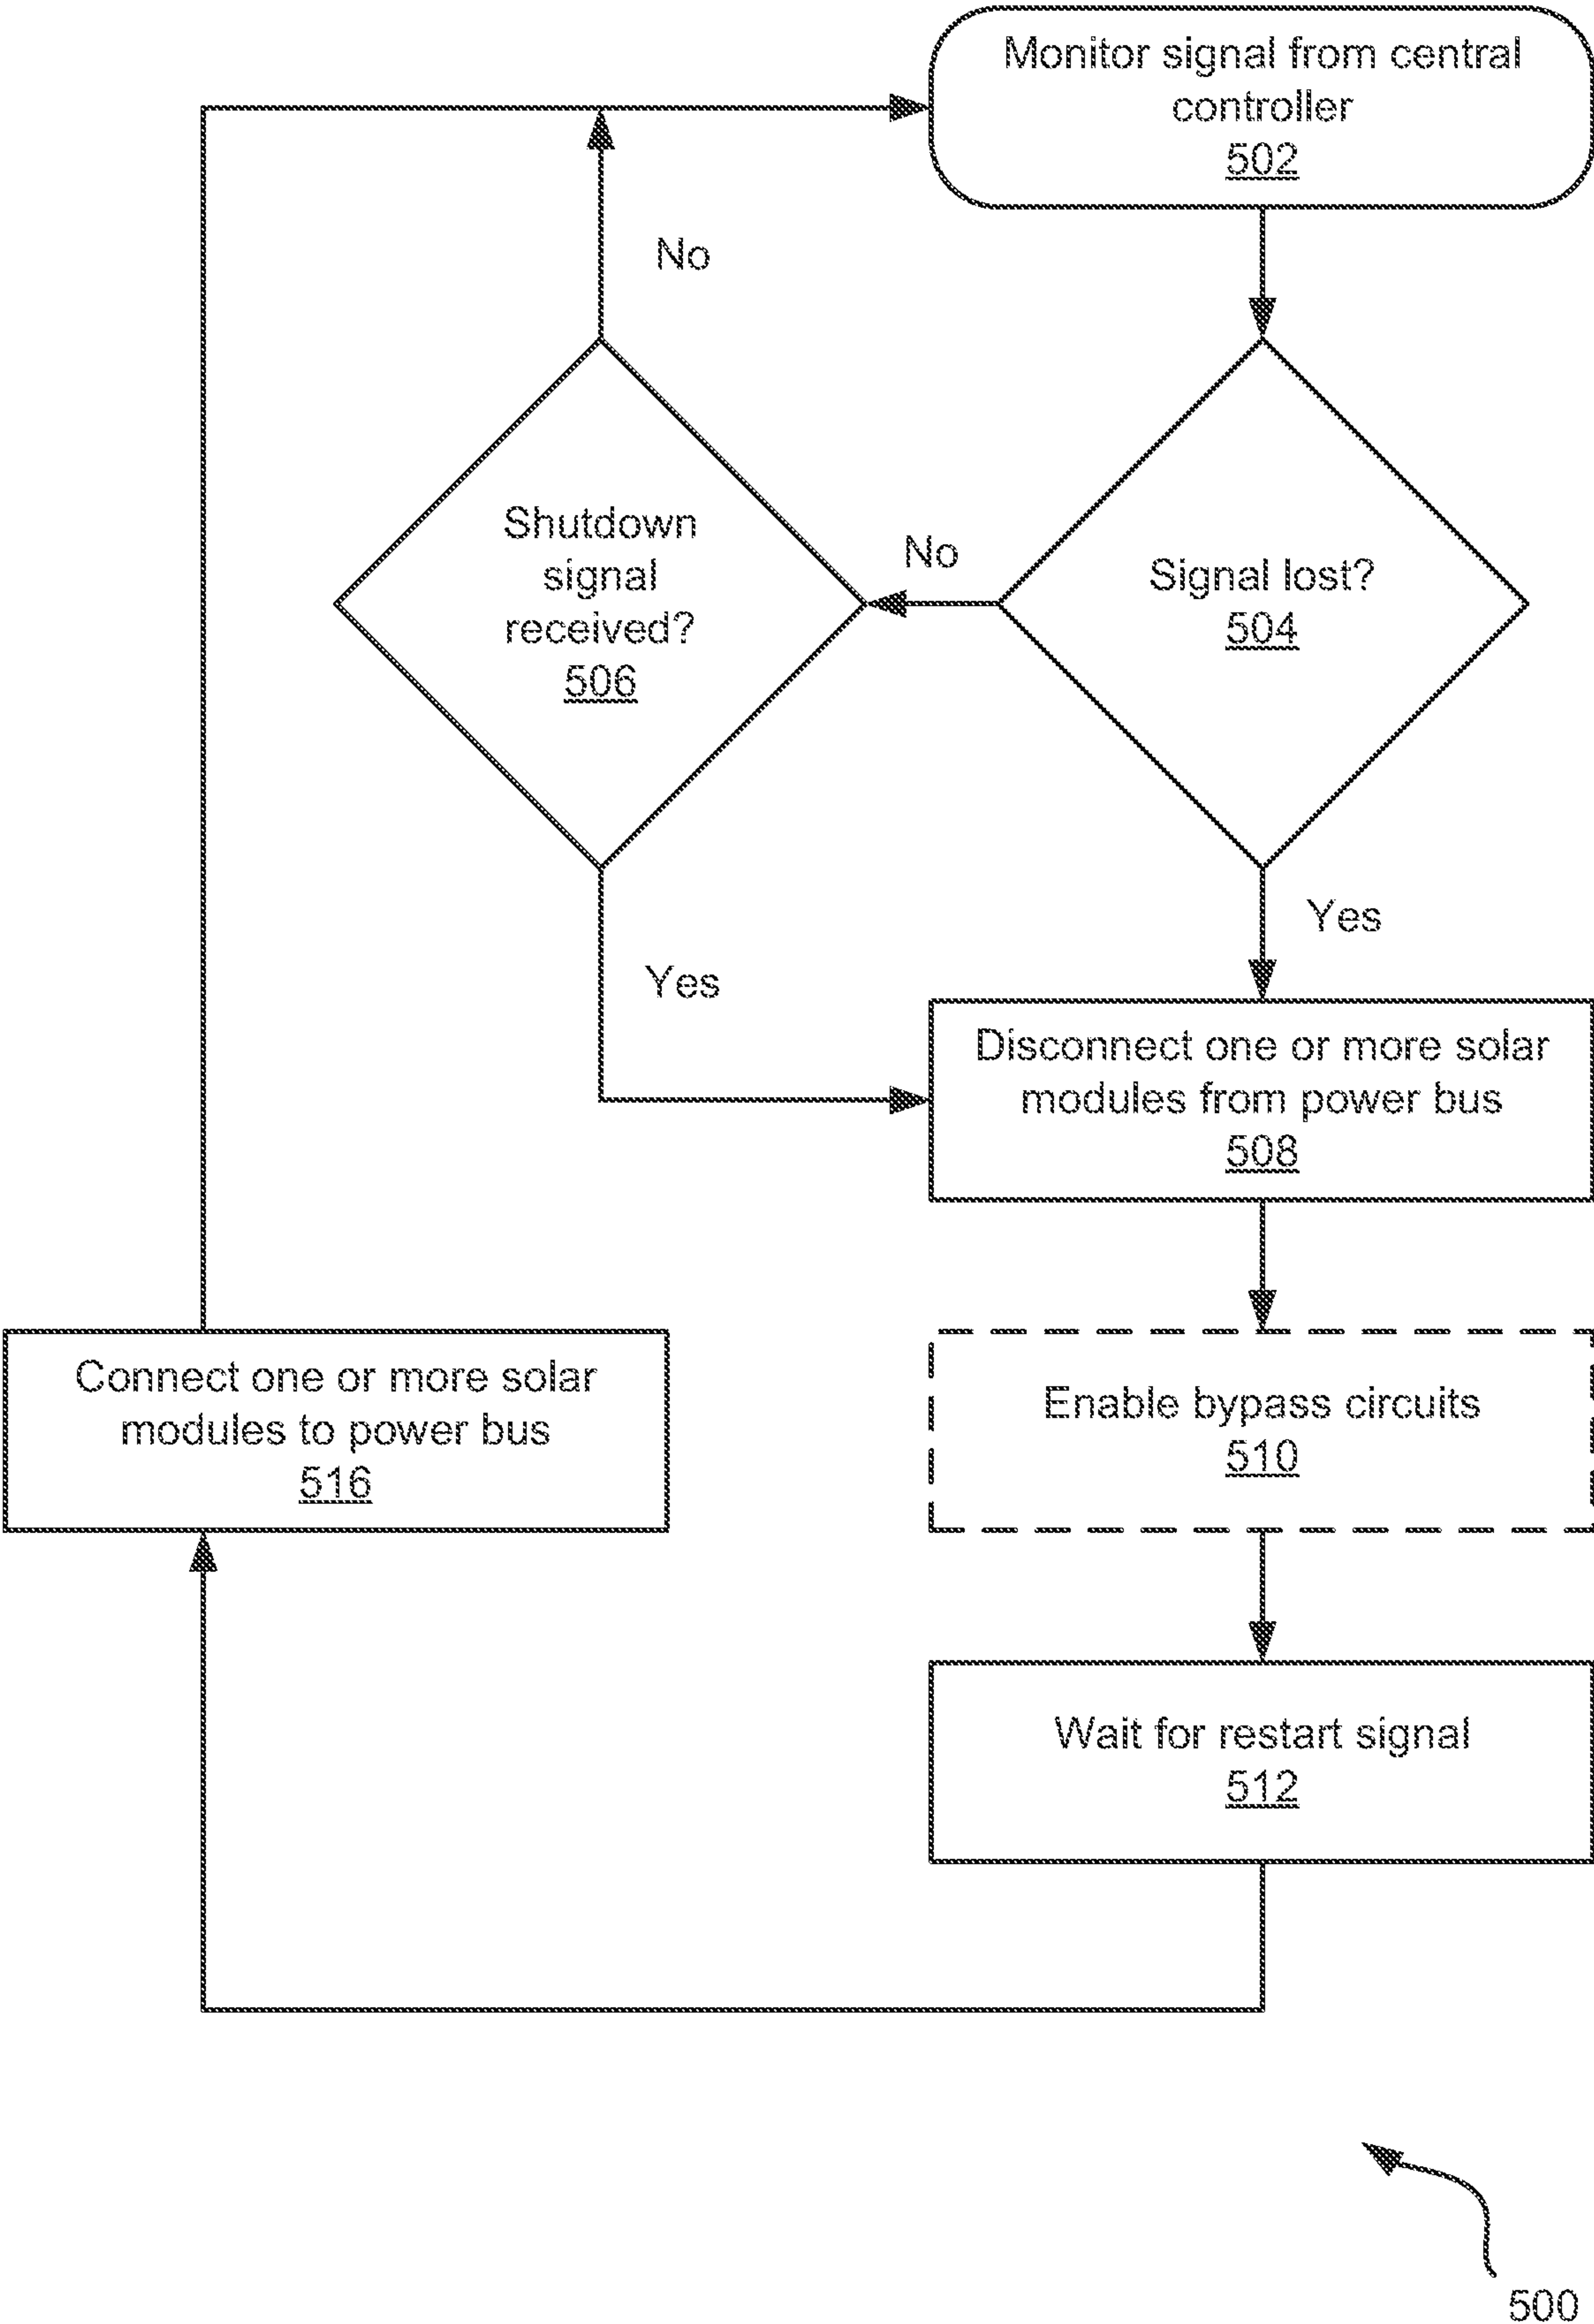 Monitor signal from central
controller
502
No
Shutdown
signal
received?
506
No
Signal lost?
504
Yes
Yes
Disconnect one or more solar
modules from power bus
508
Connect one or more solar
modules to power bus
516
Enable bypass circuits
510
Wait for restart signal
512
500